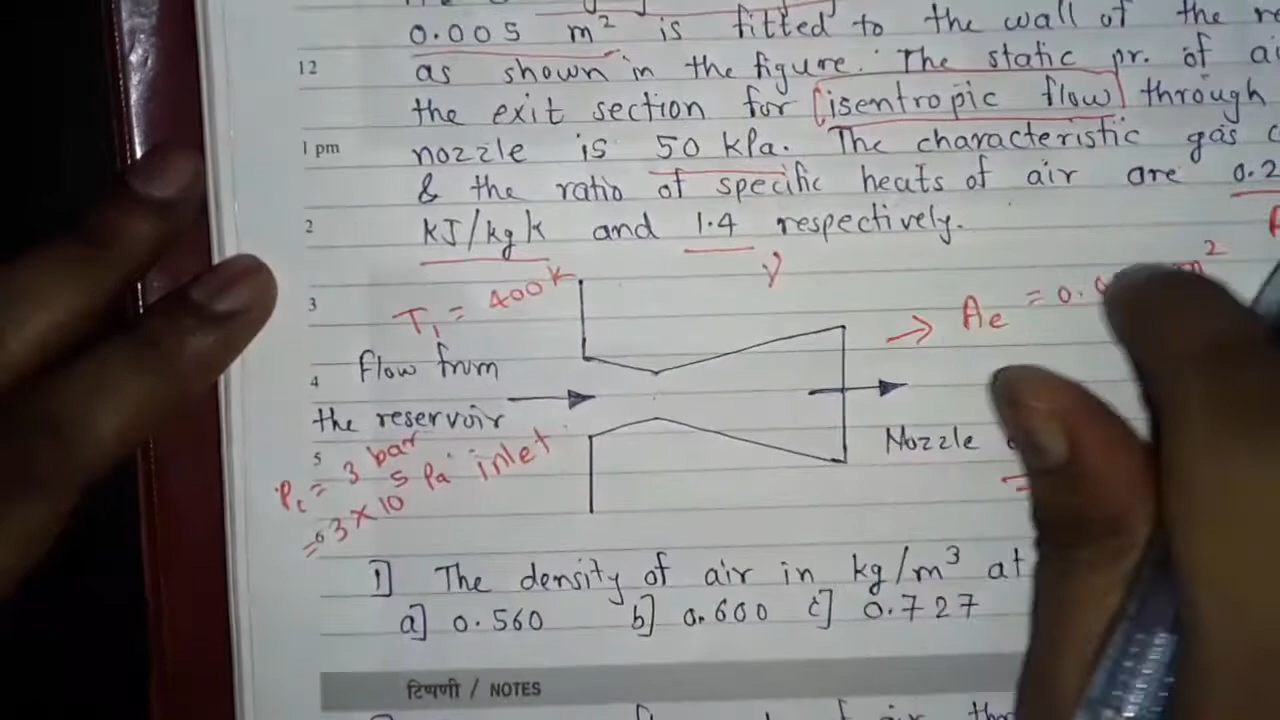 0.005 m² is fitted to the wall of the
12
as shown in the figure. The static pr. of
the exit section for (isentropic flow) through
1 pm
nozzle is 50 kPa. The characteristic gas
& the ratio of specific heats of air are 0.2
2
kJ/kg k and 1.4 respectively.
γ
3
T₁ = 400k
→ Ae = 0. m²
4
Flow from
the reservoir
5
= 3 bar
= 3 × 10⁵ Pa inlet
Nozzle
1] The density of air in kg/m³ at
a] 0.560 b] 0.600 c] 0.727
टिप्पणी / NOTES